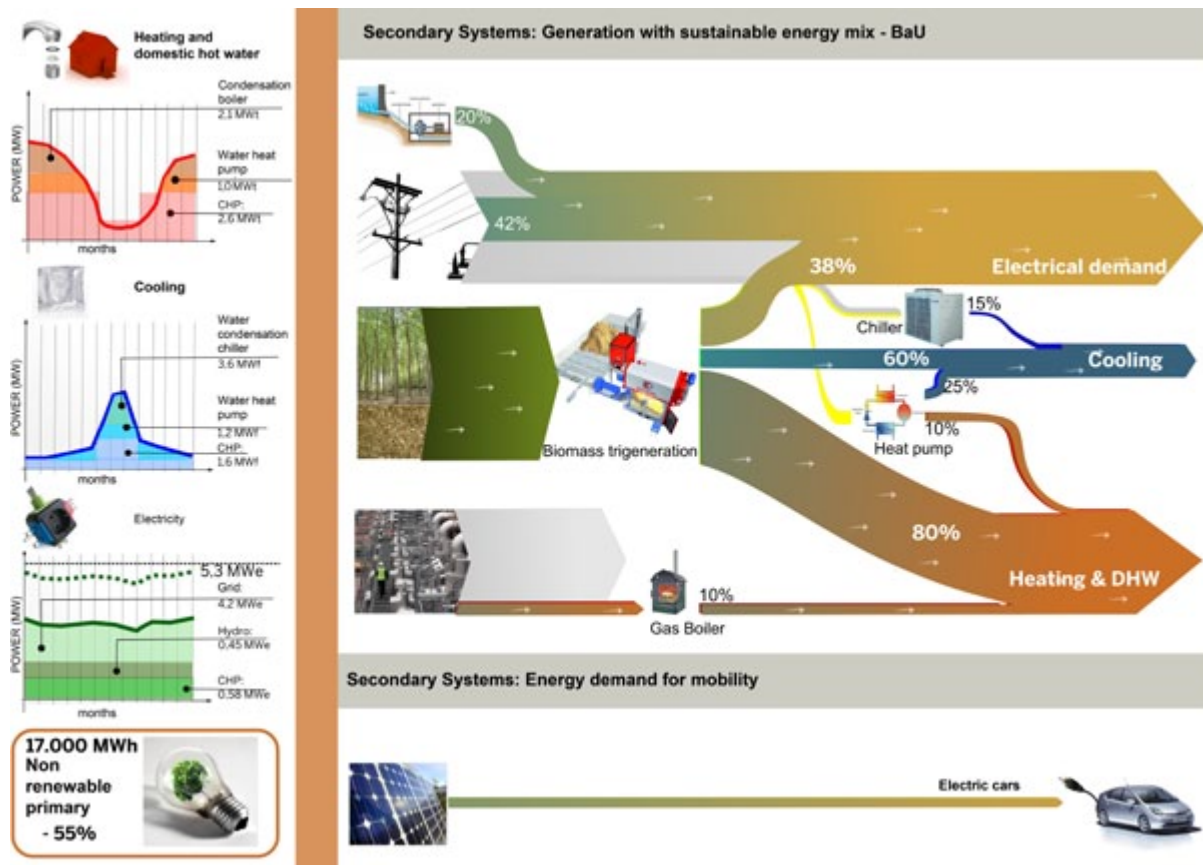 Heating and
domestic hot water
Condensation
boiler
2.1 MWt
Water heat
pump
1,0 MWt
CHP:
2,6 MWt
POWER (MW)
months
Cooling
Water
condensation
chiller
3.6 MWf
Water heat
pump
1,2 MWf
CHP:
1.6 MWf
POWER (MW)
months
Electricity
5,3 MWe
Grid:
4,2 MWe
Hydro:
0,45 MWe
CHP:
0.58 MWe
POWER (MW)
months
17.000 MWh
Non
renewable
primary
- 55%
Secondary Systems: Generation with sustainable energy mix - BaU
20%
42%
38%
Electrical demand
Chiller
15%
60%
Cooling
25%
Biomass trigeneration
Heat pump
10%
80%
Heating & DHW
10%
Gas Boiler
Secondary Systems: Energy demand for mobility
Electric cars